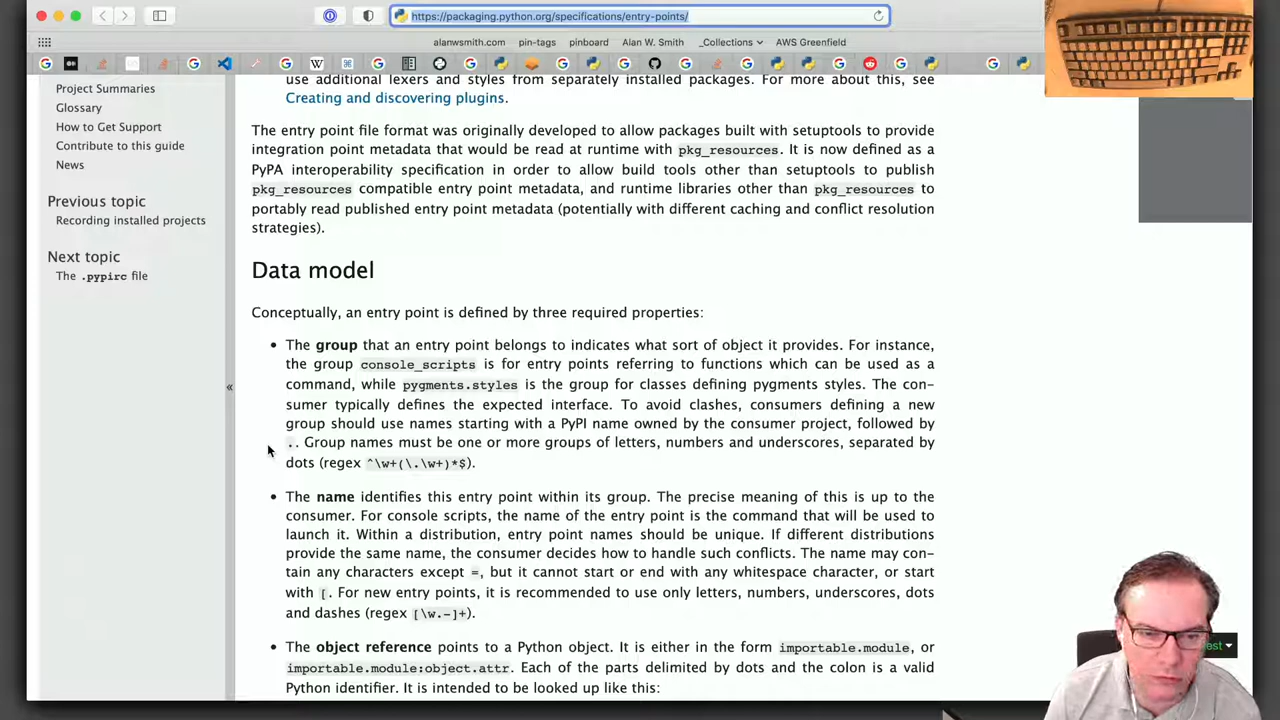 https://packaging.python.org/specifications/entry-points/
alanwsmith.com pin-tags pinboard Alan W. Smith _Collections AWS Greenfield
Project Summaries
Glossary
How to Get Support
Contribute to this guide
News
Previous topic
Recording installed projects
Next topic
The .pypirc file
«
use additional lexers and styles from separately installed packages. For more about this, see
Creating and discovering plugins.
The entry point file format was originally developed to allow packages built with setuptools to provide
integration point metadata that would be read at runtime with pkg_resources. It is now defined as a
PyPA interoperability specification in order to allow build tools other than setuptools to publish
pkg_resources compatible entry point metadata, and runtime libraries other than pkg_resources to
portably read published entry point metadata (potentially with different caching and conflict resolution
strategies).
Data model
Conceptually, an entry point is defined by three required properties:
• The group that an entry point belongs to indicates what sort of object it provides. For instance,
the group console_scripts is for entry points referring to functions which can be used as a
command, while pygments.styles is the group for classes defining pygments styles. The con-
sumer typically defines the expected interface. To avoid clashes, consumers defining a new
group should use names starting with a PyPI name owned by the consumer project, followed by
.. Group names must be one or more groups of letters, numbers and underscores, separated by
dots (regex ^\w+(\.\w+)*$).
• The name identifies this entry point within its group. The precise meaning of this is up to the
consumer. For console scripts, the name of the entry point is the command that will be used to
launch it. Within a distribution, entry point names should be unique. If different distributions
provide the same name, the consumer decides how to handle such conflicts. The name may con-
tain any characters except =, but it cannot start or end with any whitespace character, or start
with [. For new entry points, it is recommended to use only letters, numbers, underscores, dots
and dashes (regex [\w.-]+).
• The object reference points to a Python object. It is either in the form importable.module, or
importable.module:object.attr. Each of the parts delimited by dots and the colon is a valid
Python identifier. It is intended to be looked up like this: